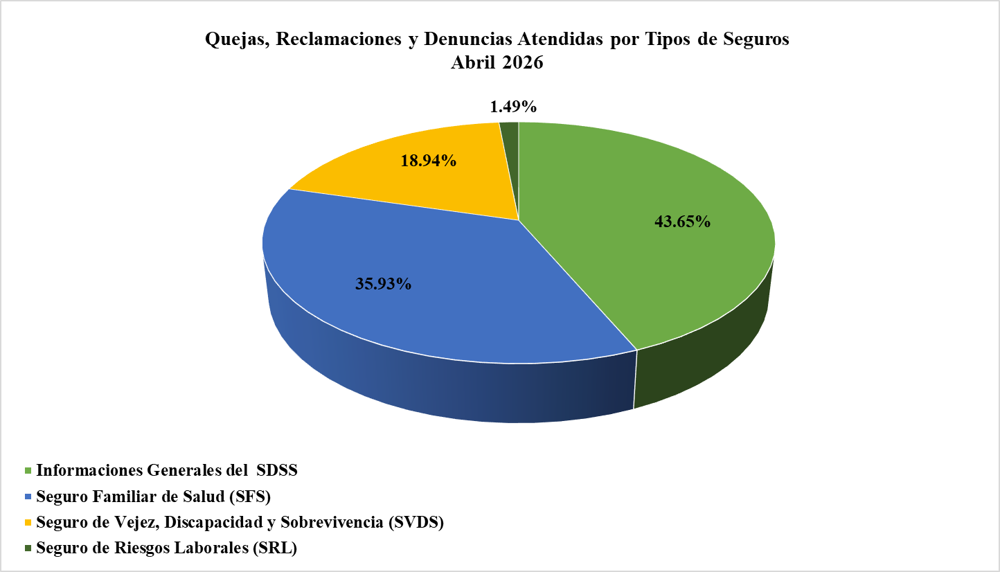 Quejas, Reclamaciones y Denuncias Atendidas por Tipos de Seguros
Abril 2026
1.49%
18.94%
43.65%
35.93%
Informaciones Generales del  SDSS
Seguro Familiar de Salud (SFS)
Seguro de Vejez, Discapacidad y Sobrevivencia (SVDS)
Seguro de Riesgos Laborales (SRL)